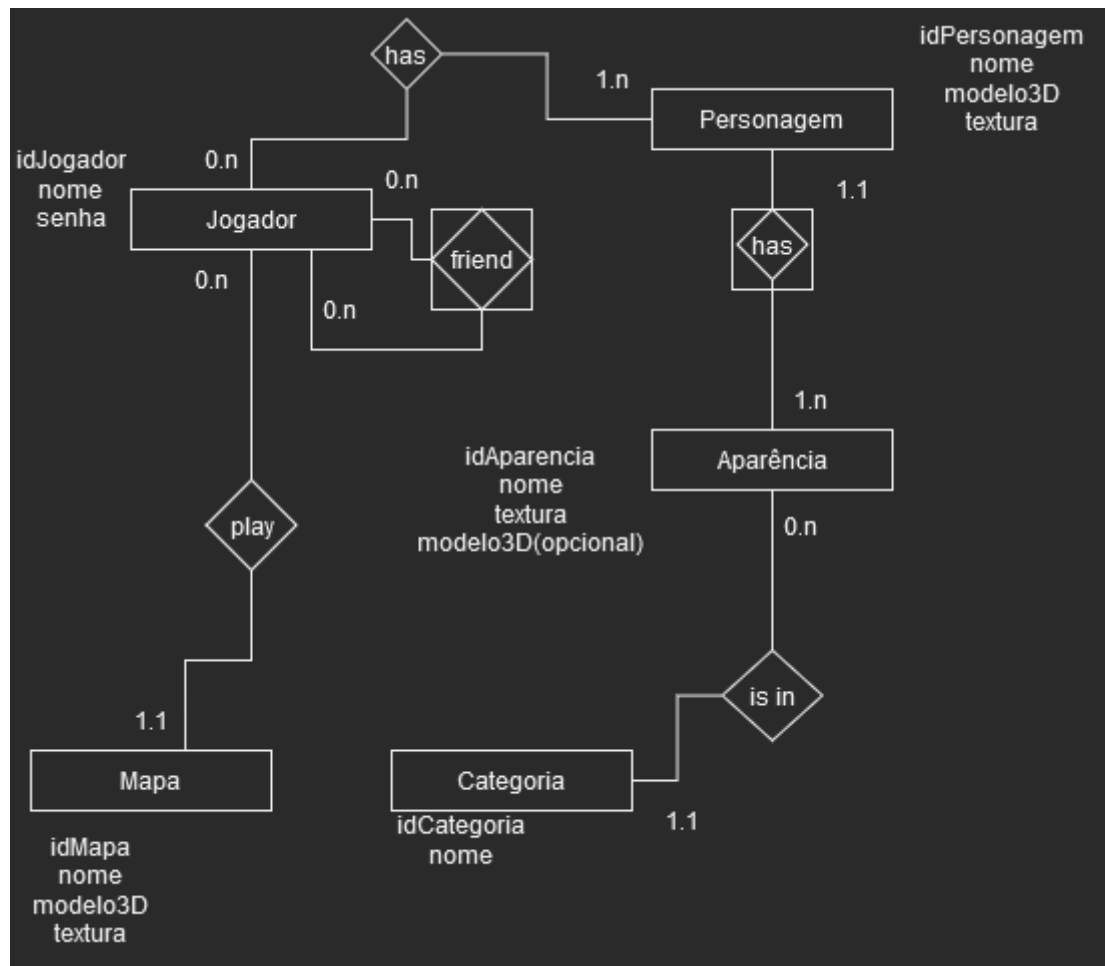 has
idPersonagem
nome
modelo3D
textura
1.n
Personagem
idJogador
nome
senha
0.n
0.n
1.1
Jogador
friend
has
0.n
0.n
1.n
idAparencia
nome
textura
modelo3D(opcional)
Aparência
play
0.n
is in
1.1
Mapa
Categoria
idCategoria
nome
1.1
idMapa
nome
modelo3D
textura